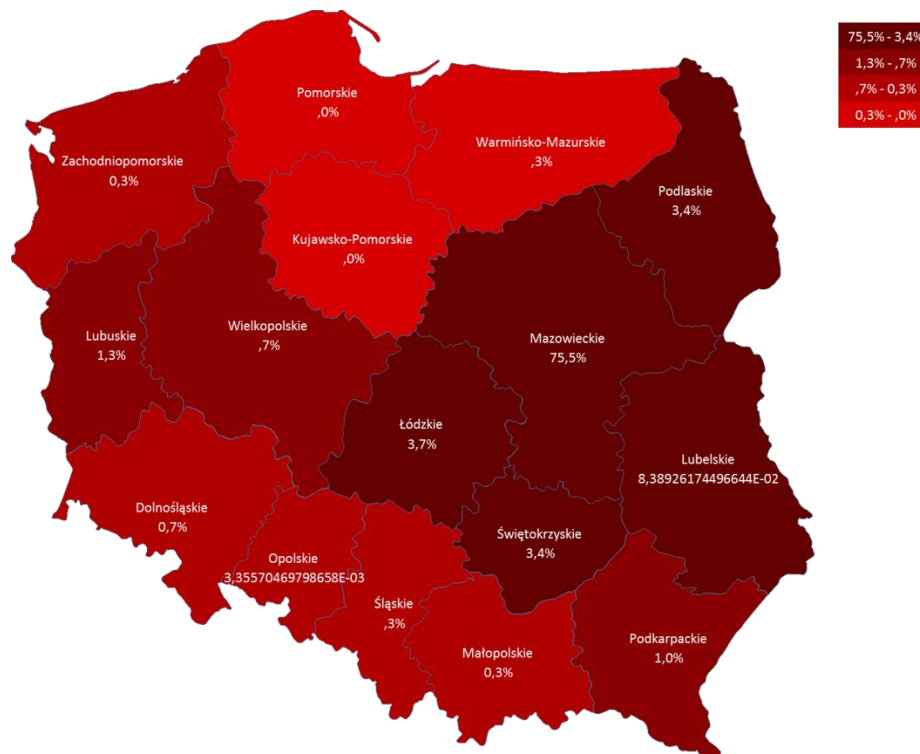 75,5% - 3,4%
1,3% - ,7%
,7% - 0,3%
0,3% - ,0%
Pomorskie
,0%
Warmińsko-Mazurskie
,3%
Zachodniopomorskie
0,3%
Podlaskie
3,4%
Kujawsko-Pomorskie
,0%
Wielkopolskie
,7%
Lubuskie
1,3%
Mazowieckie
75,5%
Łódzkie
3,7%
Lubelskie
8,38926174496644E-02
Dolnośląskie
0,7%
Świętokrzyskie
3,4%
Opolskie
3,35570469798658E-03
Śląskie
,3%
Małopolskie
0,3%
Podkarpackie
1,0%